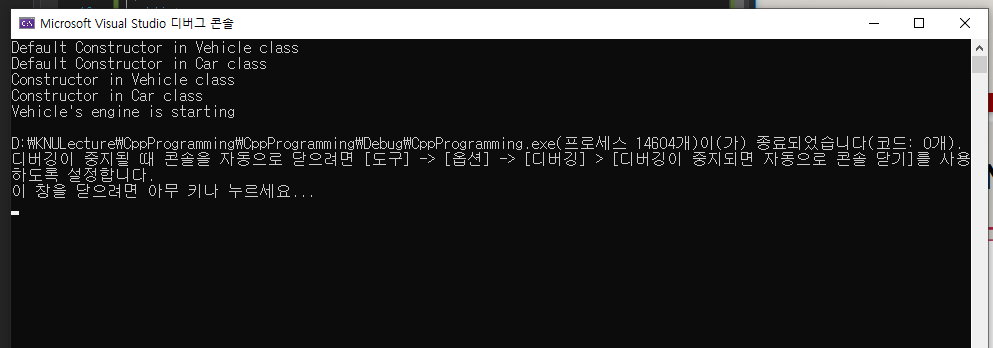 Microsoft Visual Studio 디버그 콘솔
Default Constructor in Vehicle class
Default Constructor in Car class
Constructor in Vehicle class
Constructor in Car class
Vehicle's engine is starting
D:\KNULecture\CppProgramming\CppProgramming\Debug\CppProgramming.exe(프로세스 14604개)이(가) 종료되었습니다(코드: 0개).
디버깅이 중지될 때 콘솔을 자동으로 닫으려면 [도구] -> [옵션] -> [디버깅] > [디버깅이 중지되면 자동으로 콘솔 닫기]를 사용
하도록 설정합니다.
이 창을 닫으려면 아무 키나 누르세요...